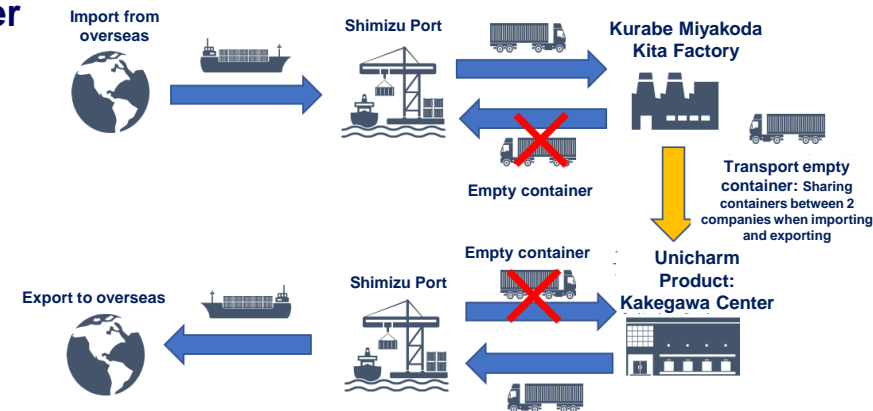 er
Import from
overseas
Shimizu Port
Kurabe Miyakoda
Kita Factory
Empty container
Transport empty
container: Sharing
containers between 2
companies when importing
and exporting
Empty container
Unicharm
Product:
Kakegawa Center
Shimizu Port
Export to overseas